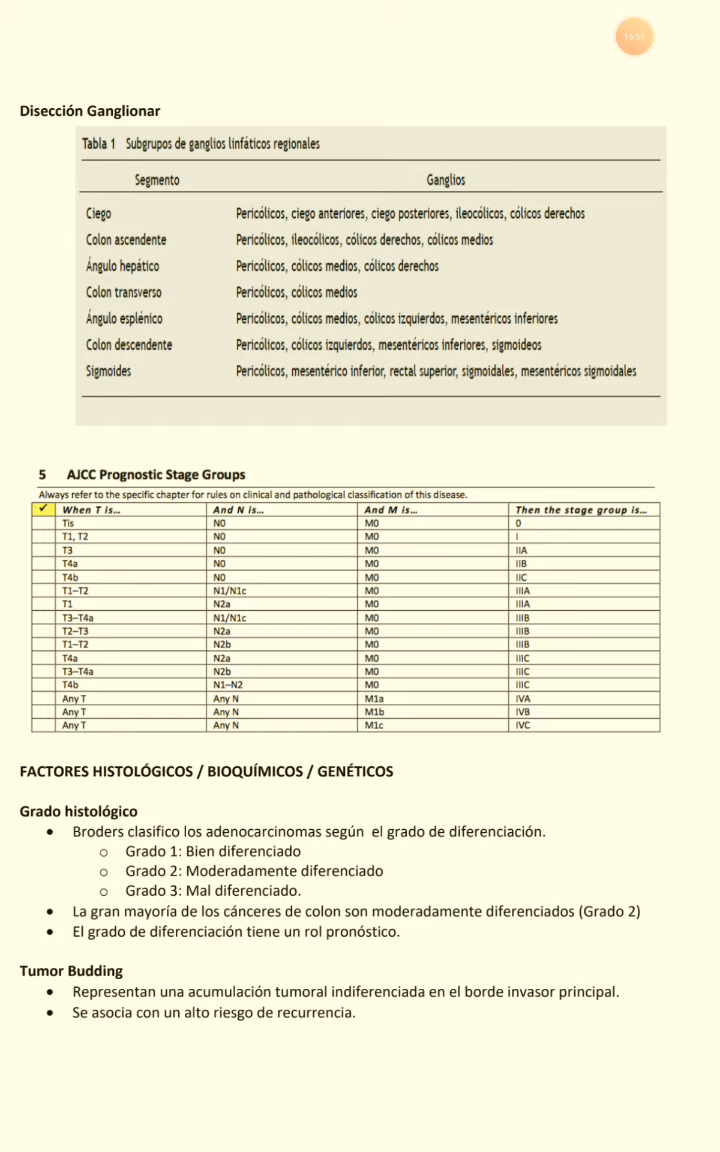 16:53
Disección Ganglionar
Tabla 1 Subgrupos de ganglios linfáticos regionales
Segmento Ganglios
Ciego Pericólicos, ciego anteriores, ciego posteriores, ileocólicos, cólicos derechos
Colon ascendente Pericólicos, ileocólicos, cólicos derechos, cólicos medios
Ángulo hepático Pericólicos, cólicos medios, cólicos derechos
Colon transverso Pericólicos, cólicos medios
Ángulo esplénico Pericólicos, cólicos medios, cólicos izquierdos, mesentéricos inferiores
Colon descendente Pericólicos, cólicos izquierdos, mesentéricos inferiores, sigmoideos
Sigmoides Pericólicos, mesentérico inferior, rectal superior, sigmoidales, mesentéricos sigmoidales
5 AJCC Prognostic Stage Groups
Always refer to the specific chapter for rules on clinical and pathological classification of this disease.
✓ When T is... And N is... And M is... Then the stage group is...
Tis N0 M0 0
T1, T2 N0 M0 I
T3 N0 M0 IIA
T4a N0 M0 IIB
T4b N0 M0 IIC
T1–T2 N1/N1c M0 IIIA
T1 N2a M0 IIIA
T3–T4a N1/N1c M0 IIIB
T2–T3 N2a M0 IIIB
T1–T2 N2b M0 IIIB
T4a N2a M0 IIIC
T3–T4a N2b M0 IIIC
T4b N1–N2 M0 IIIC
Any T Any N M1a IVA
Any T Any N M1b IVB
Any T Any N M1c IVC
FACTORES HISTOLÓGICOS / BIOQUÍMICOS / GENÉTICOS
Grado histológico
• Broders clasifico los adenocarcinomas según el grado de diferenciación.
o Grado 1: Bien diferenciado
o Grado 2: Moderadamente diferenciado
o Grado 3: Mal diferenciado.
• La gran mayoría de los cánceres de colon son moderadamente diferenciados (Grado 2)
• El grado de diferenciación tiene un rol pronóstico.
Tumor Budding
• Representan una acumulación tumoral indiferenciada en el borde invasor principal.
• Se asocia con un alto riesgo de recurrencia.